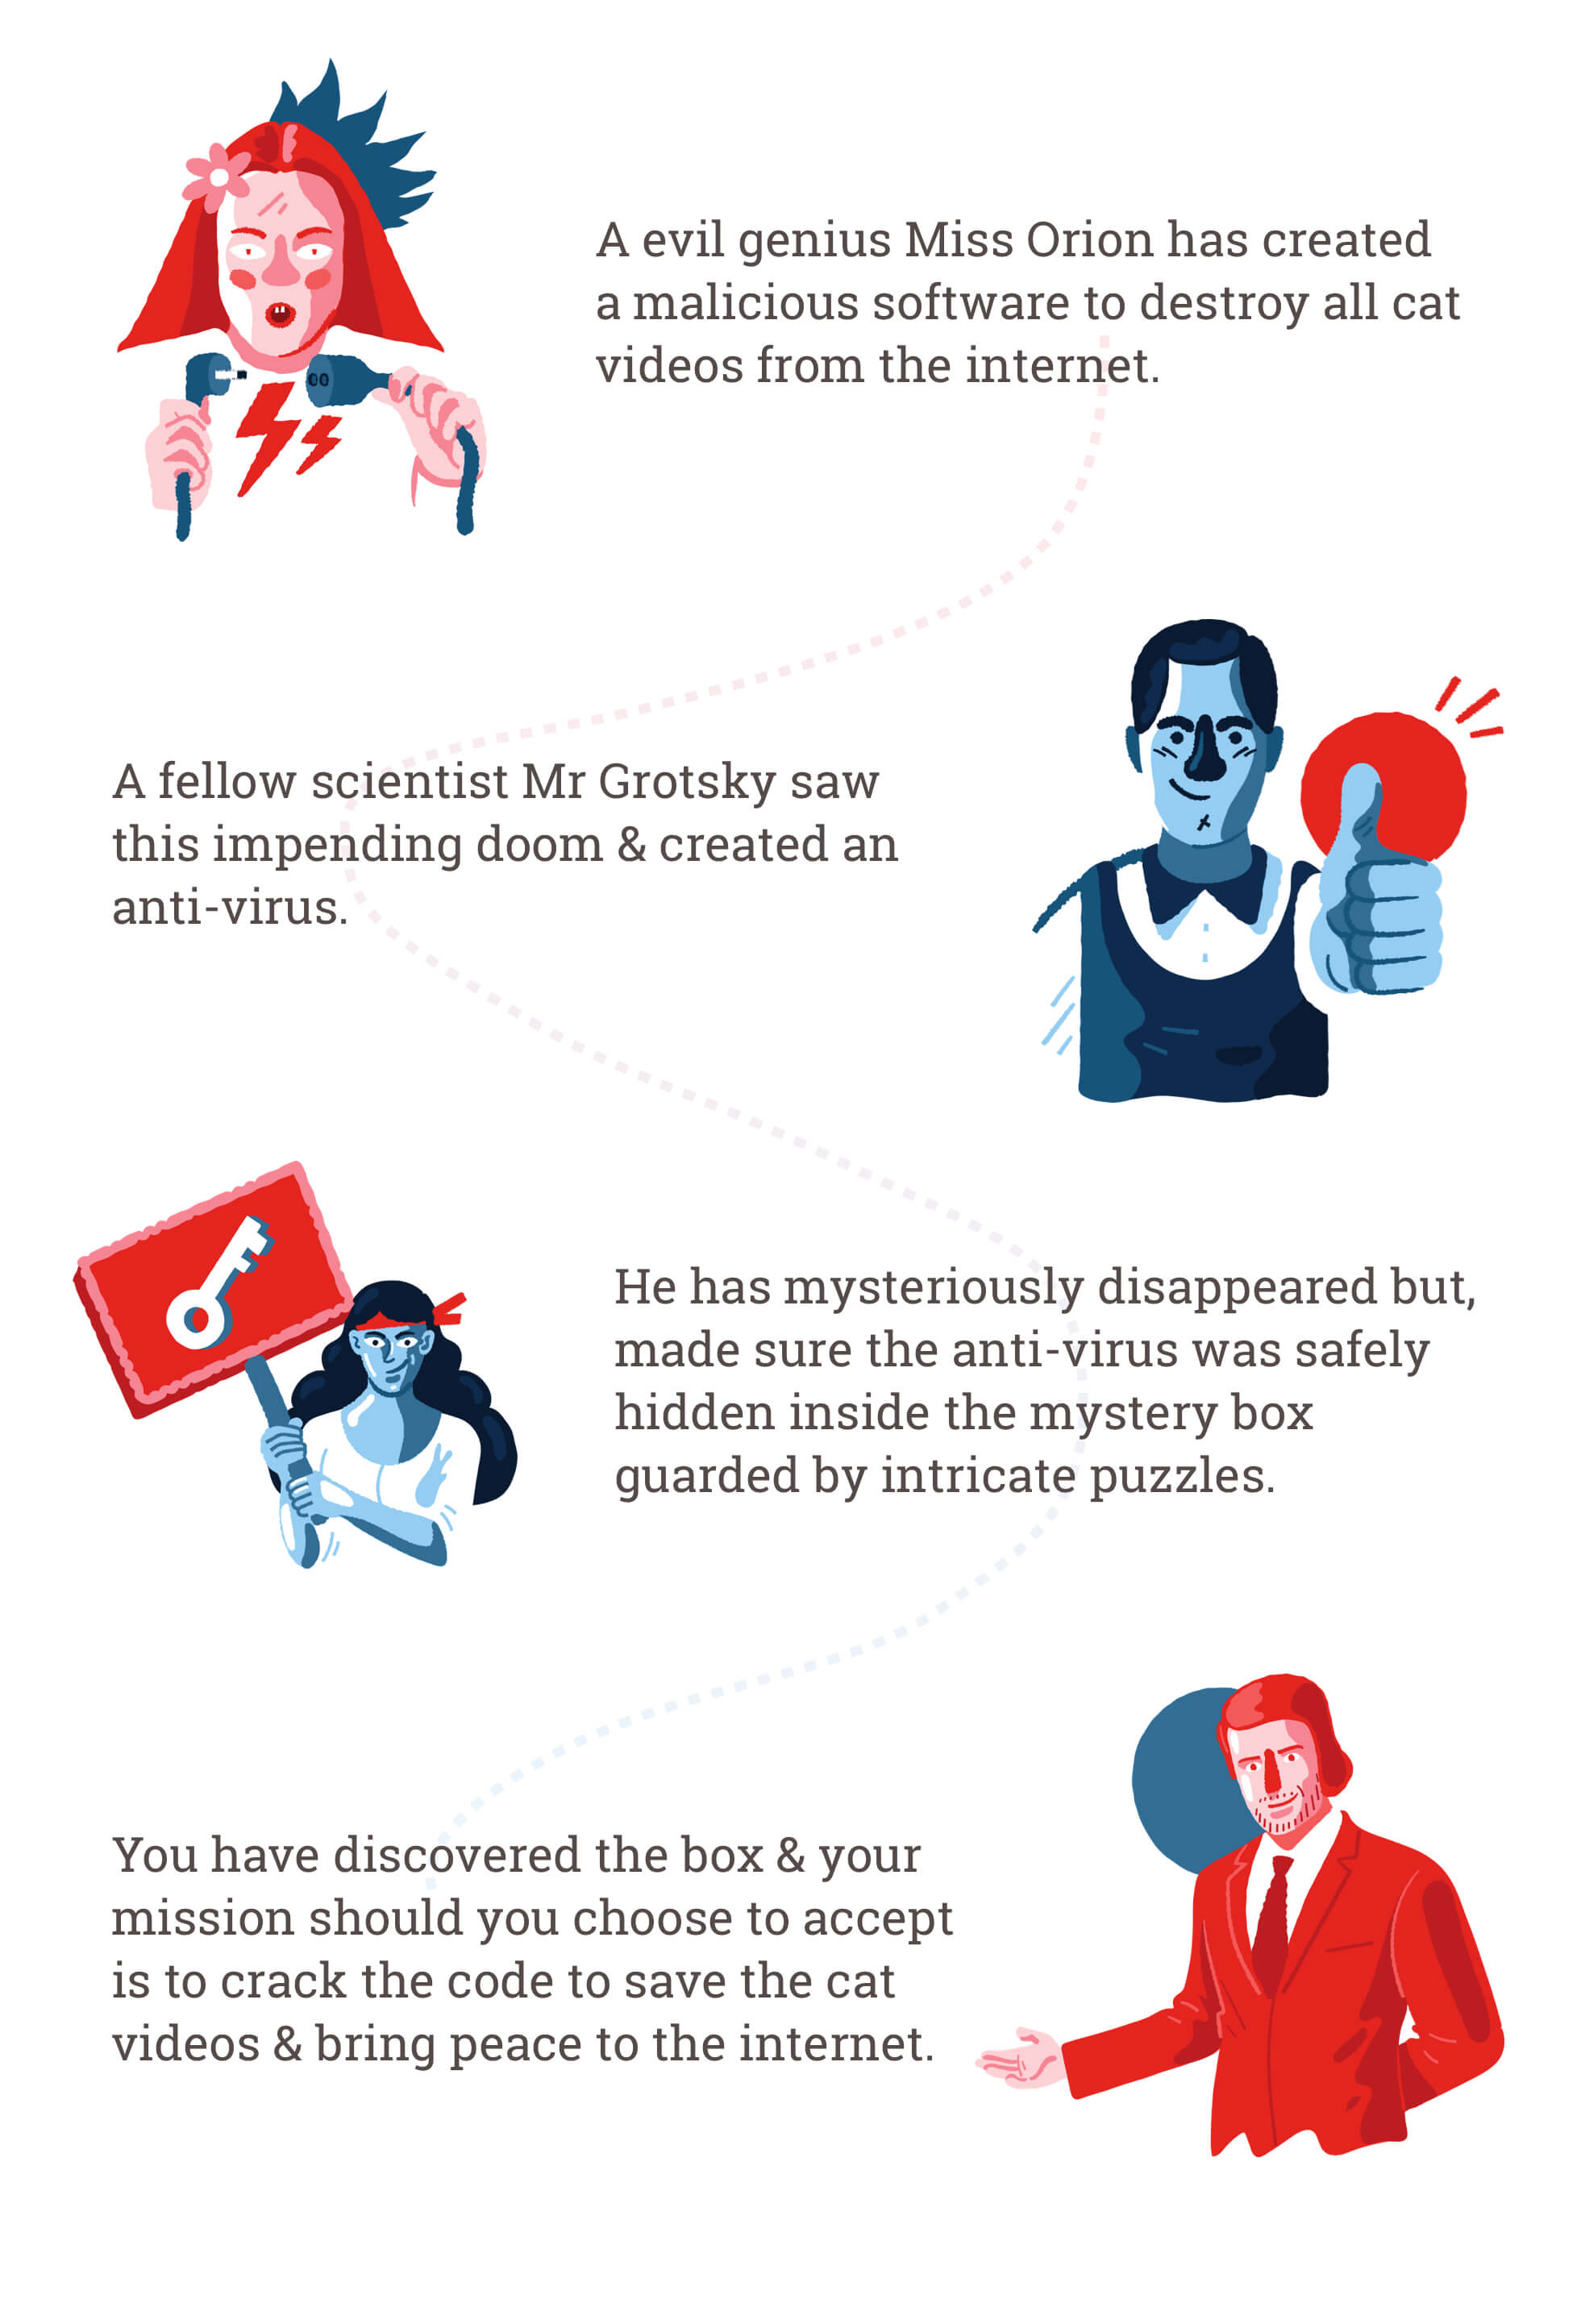 A evil genius Miss Orion has created
a malicious software to destroy all cat
videos from the internet.
A fellow scientist Mr Grotsky saw
this impending doom & created an
anti-virus.
He has mysteriously disappeared but,
made sure the anti-virus was safely
hidden inside the mystery box
guarded by intricate puzzles.
You have discovered the box & your
mission should you choose to accept
is to crack the code to save the cat
videos & bring peace to the internet.